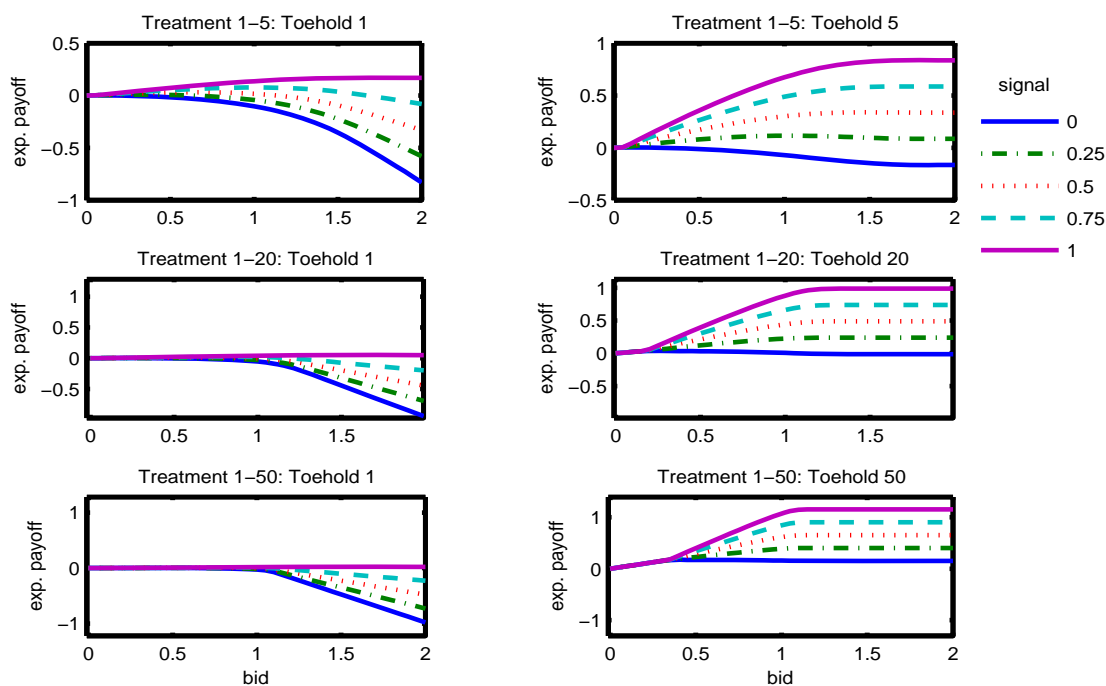 Treatment 1−5: Toehold 1
0.5
0
−0.5
−1
exp. payoff
0 0.5 1 1.5 2
Treatment 1−5: Toehold 5
1
0.5
0
−0.5
exp. payoff
0 0.5 1 1.5 2
signal
0
0.25
0.5
0.75
1
Treatment 1−20: Toehold 1
1
0.5
0
−0.5
exp. payoff
0 0.5 1 1.5
Treatment 1−20: Toehold 20
1
0.5
0
−0.5
exp. payoff
0 0.5 1 1.5 2
Treatment 1−50: Toehold 1
1
0
−1
exp. payoff
0 0.5 1 1.5 2
bid
Treatment 1−50: Toehold 50
1
0
−1
exp. payoff
0 0.5 1 1.5 2
bid